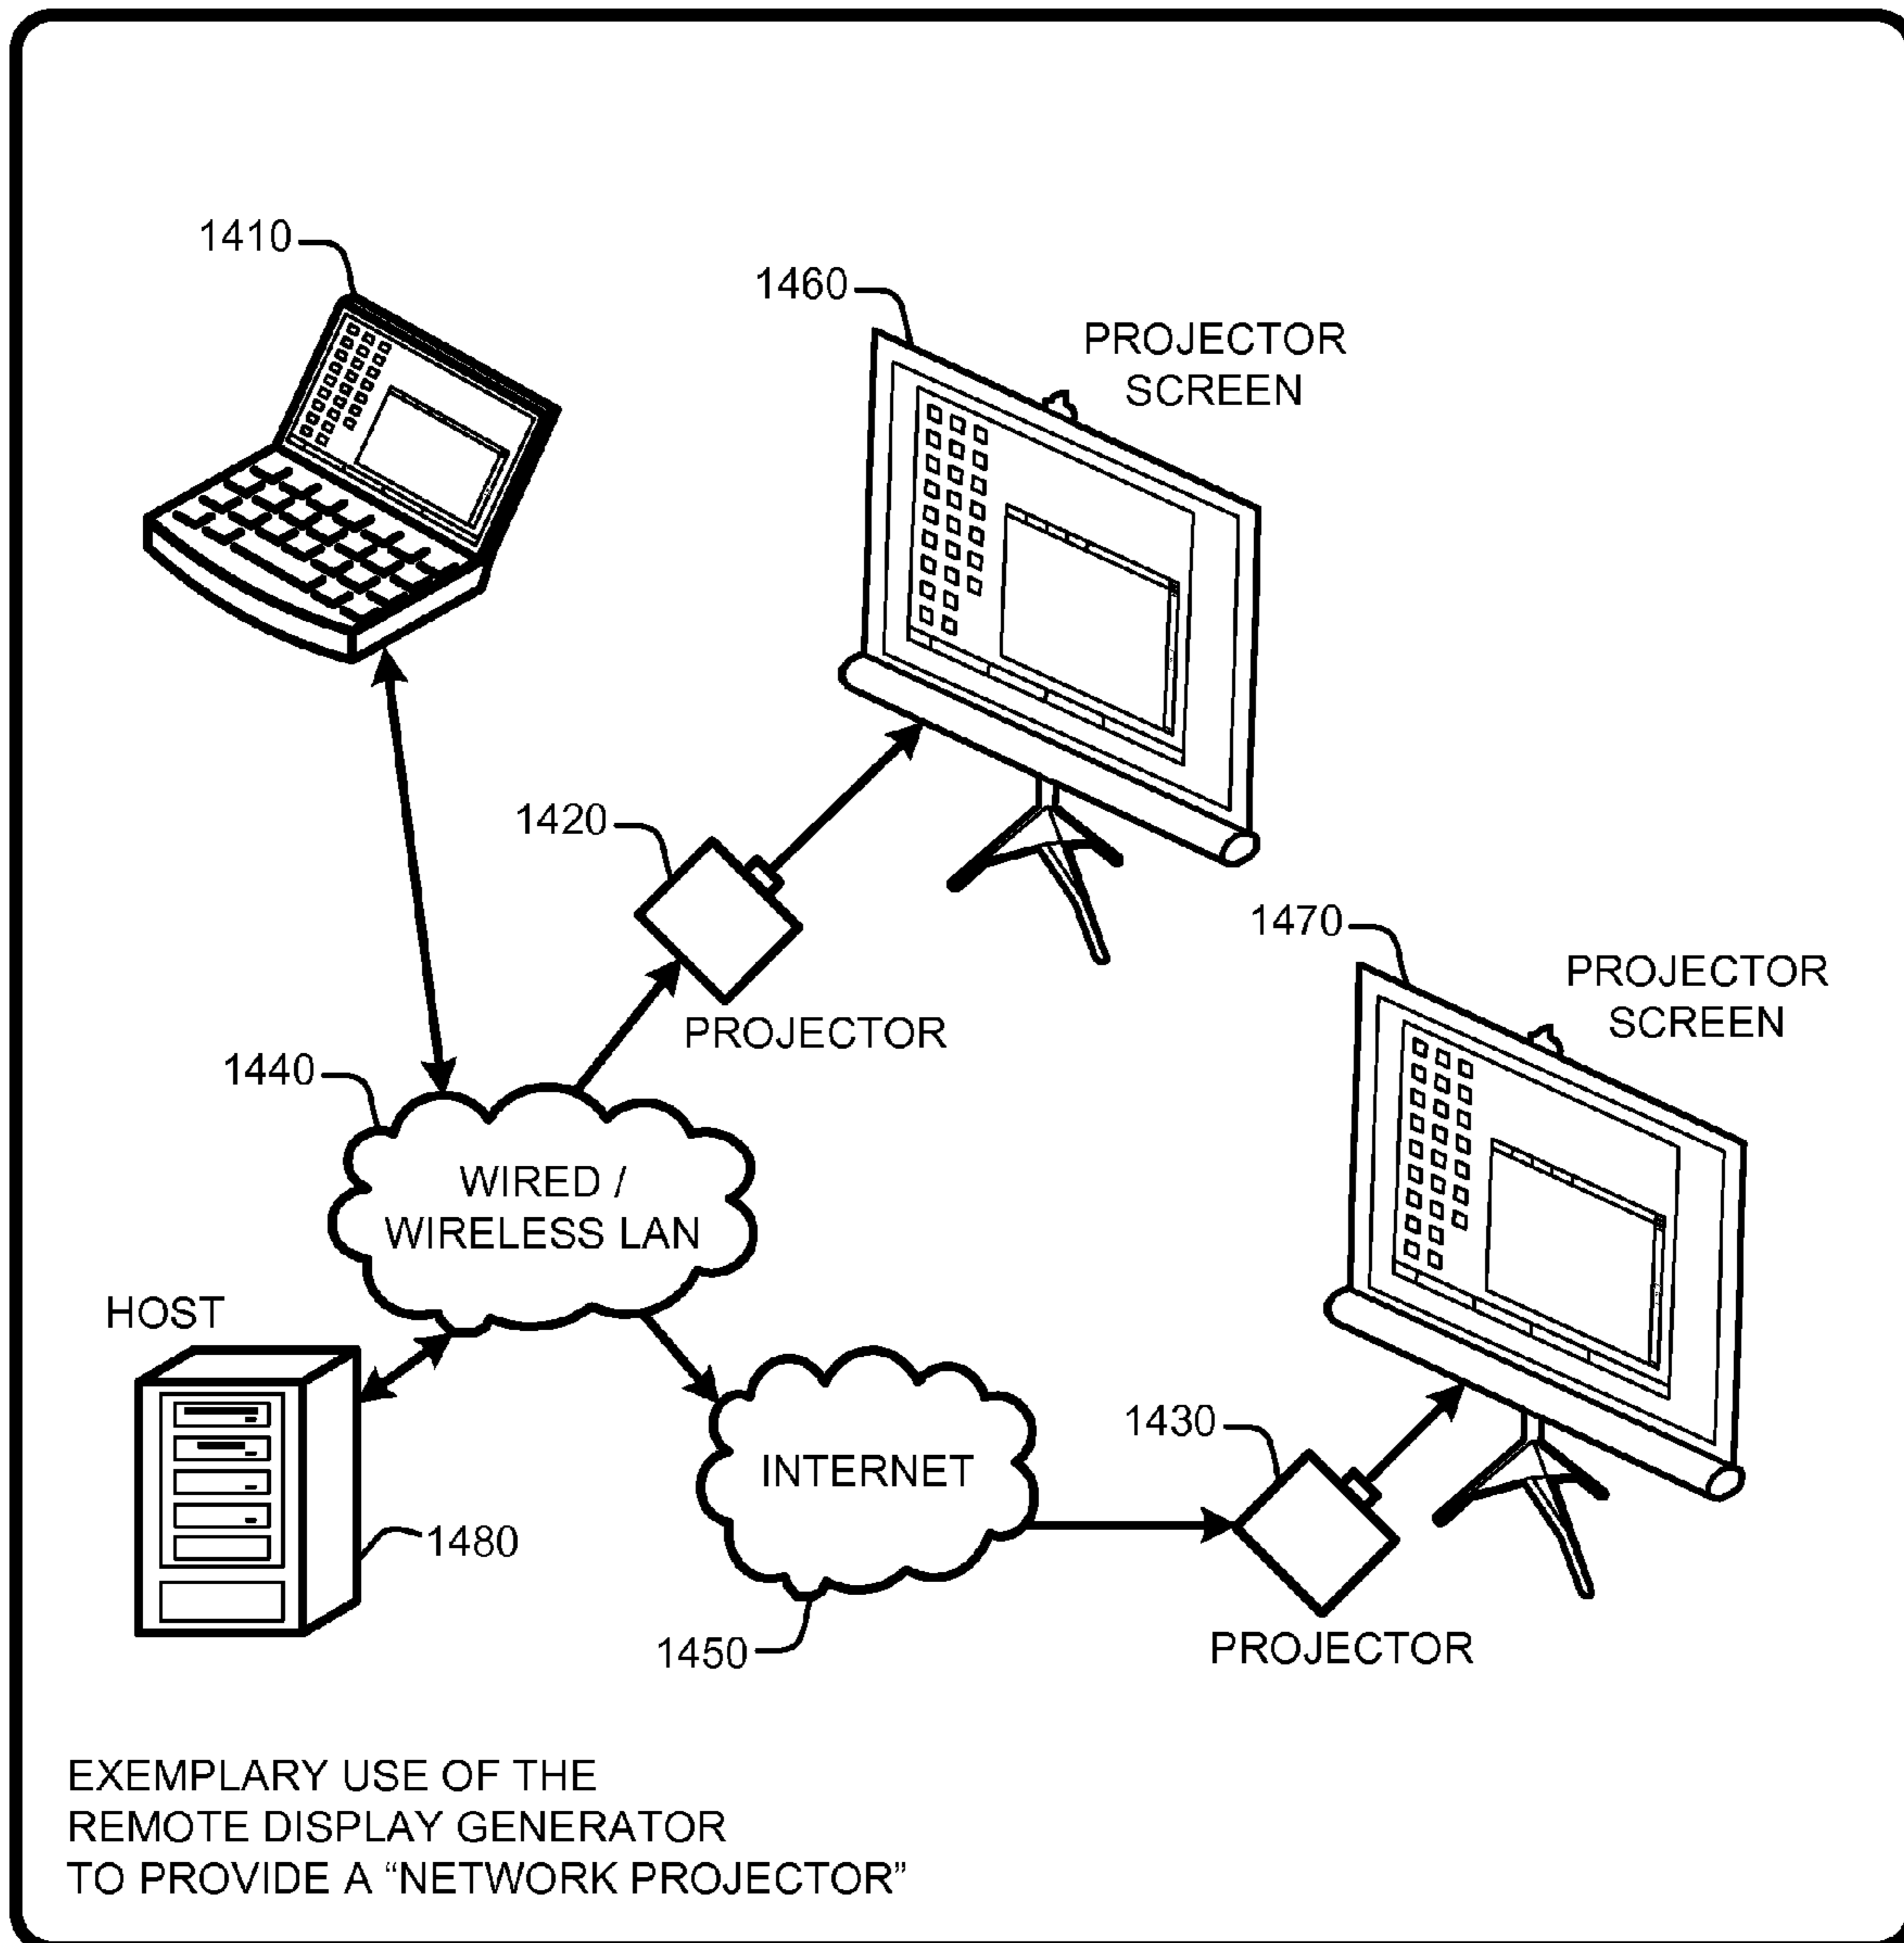 1410
1460
PROJECTOR
SCREEN
1420
PROJECTOR
1470
PROJECTOR
SCREEN
1440
WIRED /
WIRELESS LAN
HOST
1480
INTERNET
1450
1430
PROJECTOR
EXEMPLARY USE OF THE
REMOTE DISPLAY GENERATOR
TO PROVIDE A “NETWORK PROJECTOR”